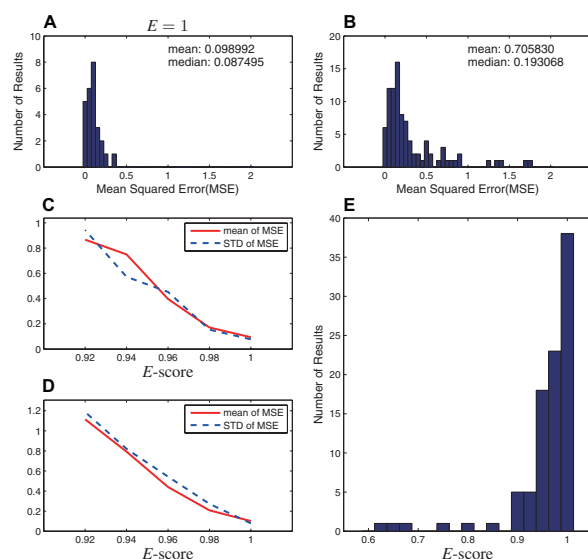 A
E = 1
mean: 0.098992
median: 0.087495
Number of Results
10
8
6
4
2
0
0
0.5
1
1.5
2
Mean Squared Error(MSE)
B
mean: 0.705830
median: 0.193068
Number of Results
20
16
12
10
6
2
0
0
0.5
1
1.5
2
Mean Squared Error(MSE)
C
mean of MSE
STD of MSE
1
0.8
0.6
0.4
0.2
0
0.92
0.94
0.96
0.98
1
E-score
D
mean of MSE
STD of MSE
1.2
1
0.8
0.6
0.4
0.2
0
0.92
0.94
0.96
0.98
1
E-score
E
Number of Results
40
35
30
25
20
15
10
5
0
0.6
0.7
0.8
0.9
1
E-score